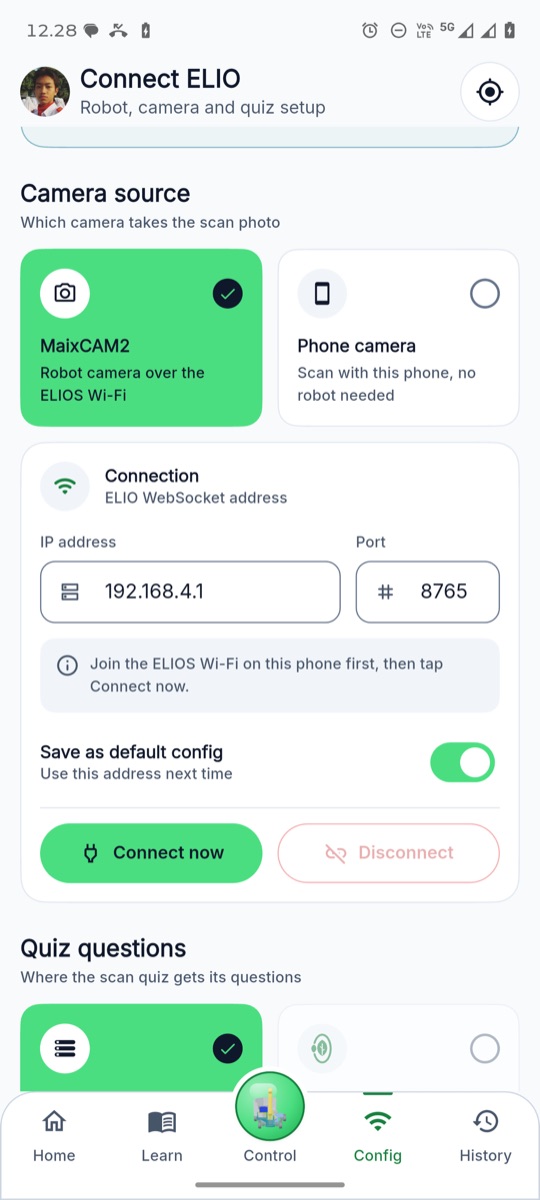 12.28
Vo))
LTE
5G
Connect ELIO
Robot, camera and quiz setup
Camera source
Which camera takes the scan photo
MaixCAM2
Robot camera over the
ELIOS Wi-Fi
Phone camera
Scan with this phone, no
robot needed
Connection
ELIO WebSocket address
IP address
Port
192.168.4.1
# 8765
Join the ELIOS Wi-Fi on this phone first, then tap
Connect now.
Save as default config
Use this address next time
Connect now
Disconnect
Quiz questions
Where the scan quiz gets its questions
Home
Learn
Control
Config
History